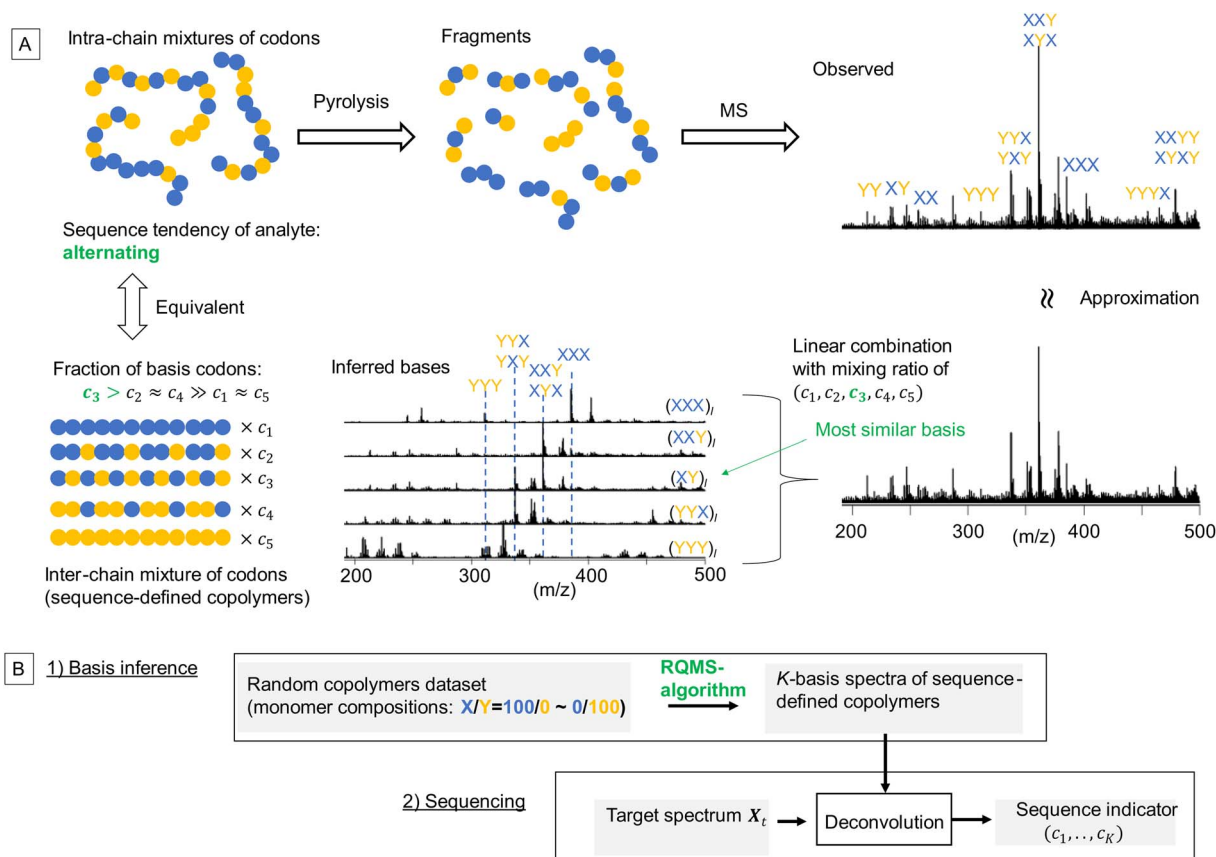 A
Intra-chain mixtures of codons
Pyrolysis
Fragments
MS
Observed
XXY
XYX
YYX
YXY
XXX
XXYY
XYXY
YY
XY
XX
YYY
YYYX
Sequence tendency of analyte:
alternating
Equivalent
Approximation
Fraction of basis codons:
c₃ > c₂ ≈ c₄ ≫ c₁ ≈ c₅
× c₁
× c₂
× c₃
× c₄
× c₅
Inter-chain mixture of codons
(sequence-defined copolymers)
Inferred bases
YYX
YXY
XXX
XXY
XYX
YYY
(XXX)l
(XXY)l
(XY)l
(YYX)l
(YYY)l
200
300
400
500
(m/z)
Linear combination
with mixing ratio of
(c₁, c₂, c₃, c₄, c₅)
Most similar basis
200
300
400
500
(m/z)
B
1) Basis inference
Random copolymers dataset
(monomer compositions: X/Y=100/0 ~ 0/100)
RQMS-
algorithm
K-basis spectra of sequence-
defined copolymers
2) Sequencing
Target spectrum Xₜ
Deconvolution
Sequence indicator
(c₁,..,cK)